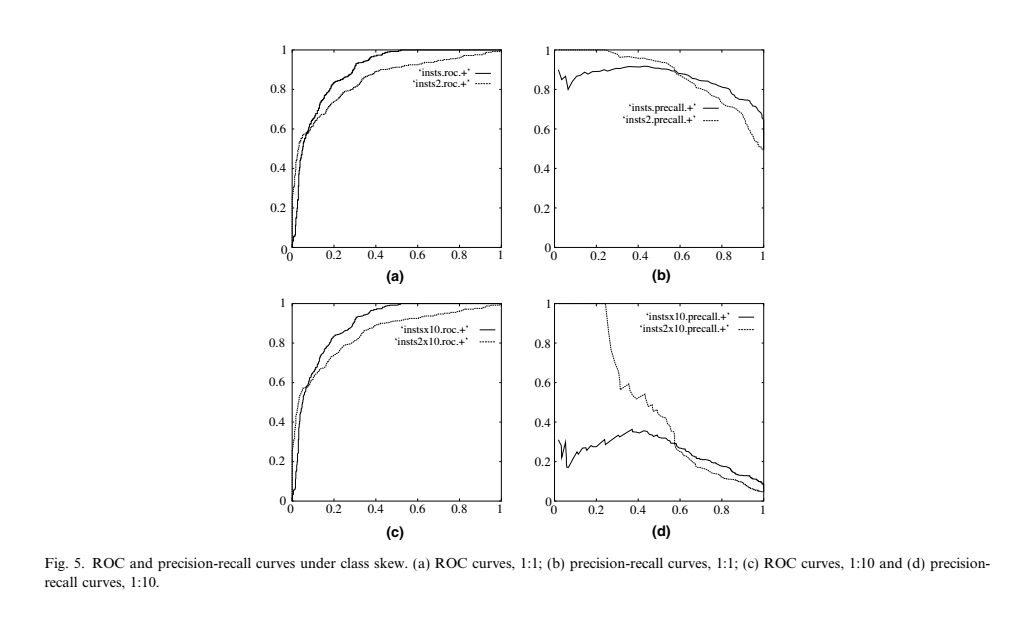 1
0.8
0.6
0.4
0.2
0
0 0.2 0.4 0.6 0.8 1
'insts.roc.+'
'insts2.roc.+'
(a)
1
0.8
0.6
0.4
0.2
0
0 0.2 0.4 0.6 0.8 1
'insts.precall.+'
'insts2.precall.+'
(b)
1
0.8
0.6
0.4
0.2
0
0 0.2 0.4 0.6 0.8 1
'instsx10.roc.+'
'insts2x10.roc.+'
(c)
1
0.8
0.6
0.4
0.2
0
0 0.2 0.4 0.6 0.8 1
'instsx10.precall.+'
'insts2x10.precall.+'
(d)
Fig. 5. ROC and precision-recall curves under class skew. (a) ROC curves, 1:1; (b) precision-recall curves, 1:1; (c) ROC curves, 1:10 and (d) precision-
recall curves, 1:10.